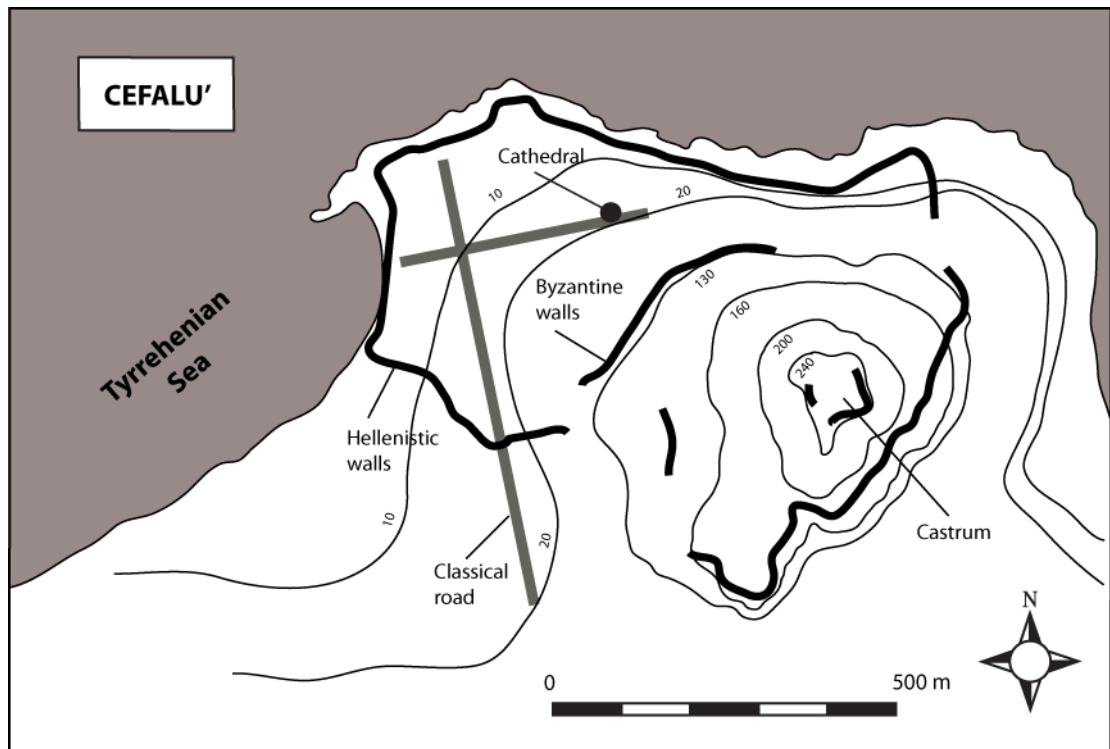 CEFALU'
Cathedral
10
20
Byzantine
walls
130
160
200
240
Tyrrehenian
Sea
Hellenistic
walls
10
20
Castrum
Classical
road
N
0
500 m